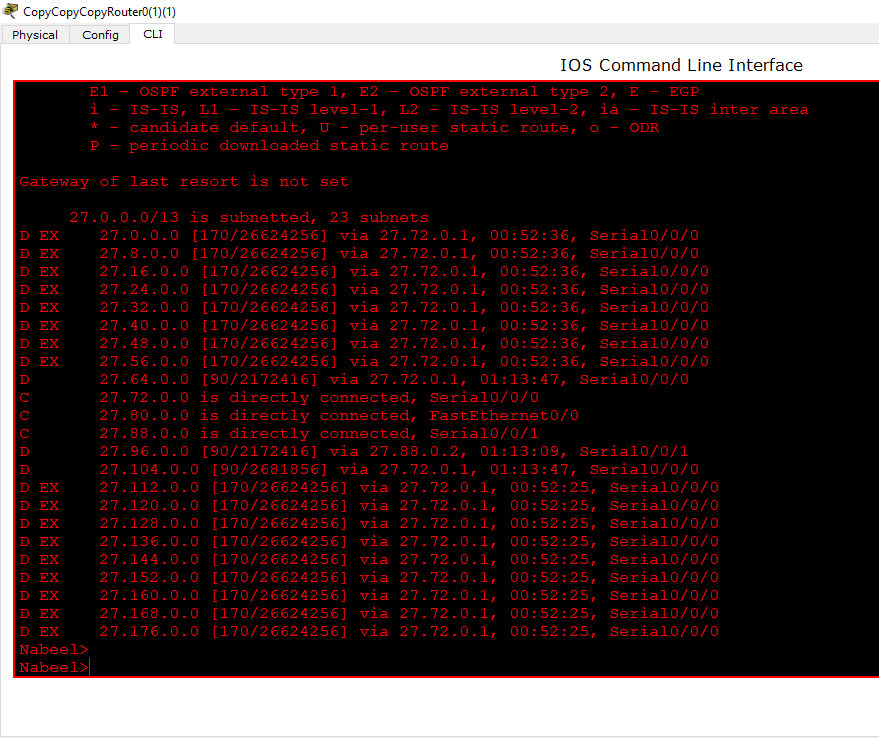 CopyCopyCopyRouter0(1)(1)
Physical Config CLI
IOS Command Line Interface
E1 - OSPF external type 1, E2 - OSPF external type 2, E - EGP
i - IS-IS, L1 - IS-IS level-1, L2 - IS-IS level-2, ia - IS-IS inter area
* - candidate default, U - per-user static route, o - ODR
P - periodic downloaded static route
Gateway of last resort is not set
27.0.0.0/13 is subnetted, 23 subnets
D EX 27.0.0.0 [170/26624256] via 27.72.0.1, 00:52:36, Serial0/0/0
D EX 27.8.0.0 [170/26624256] via 27.72.0.1, 00:52:36, Serial0/0/0
D EX 27.16.0.0 [170/26624256] via 27.72.0.1, 00:52:36, Serial0/0/0
D EX 27.24.0.0 [170/26624256] via 27.72.0.1, 00:52:36, Serial0/0/0
D EX 27.32.0.0 [170/26624256] via 27.72.0.1, 00:52:36, Serial0/0/0
D EX 27.40.0.0 [170/26624256] via 27.72.0.1, 00:52:36, Serial0/0/0
D EX 27.48.0.0 [170/26624256] via 27.72.0.1, 00:52:36, Serial0/0/0
D EX 27.56.0.0 [170/26624256] via 27.72.0.1, 00:52:36, Serial0/0/0
D 27.64.0.0 [90/2172416] via 27.72.0.1, 01:13:47, Serial0/0/0
C 27.72.0.0 is directly connected, Serial0/0/0
C 27.80.0.0 is directly connected, FastEthernet0/0
C 27.88.0.0 is directly connected, Serial0/0/1
D 27.96.0.0 [90/2172416] via 27.88.0.2, 01:13:09, Serial0/0/1
D 27.104.0.0 [90/2681856] via 27.72.0.1, 01:13:47, Serial0/0/0
D EX 27.112.0.0 [170/26624256] via 27.72.0.1, 00:52:25, Serial0/0/0
D EX 27.120.0.0 [170/26624256] via 27.72.0.1, 00:52:25, Serial0/0/0
D EX 27.128.0.0 [170/26624256] via 27.72.0.1, 00:52:25, Serial0/0/0
D EX 27.136.0.0 [170/26624256] via 27.72.0.1, 00:52:25, Serial0/0/0
D EX 27.144.0.0 [170/26624256] via 27.72.0.1, 00:52:25, Serial0/0/0
D EX 27.152.0.0 [170/26624256] via 27.72.0.1, 00:52:25, Serial0/0/0
D EX 27.160.0.0 [170/26624256] via 27.72.0.1, 00:52:25, Serial0/0/0
D EX 27.168.0.0 [170/26624256] via 27.72.0.1, 00:52:25, Serial0/0/0
D EX 27.176.0.0 [170/26624256] via 27.72.0.1, 00:52:25, Serial0/0/0
Nabeel>
Nabeel>